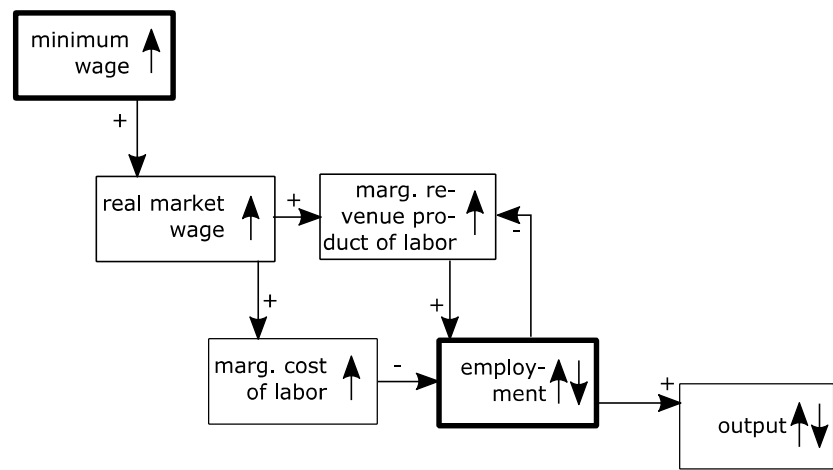 minimum
wage
+
real market
wage
+
marg. re-
venue pro-
duct of labor
-
+
+
marg. cost
of labor
-
employ-
ment
+
output